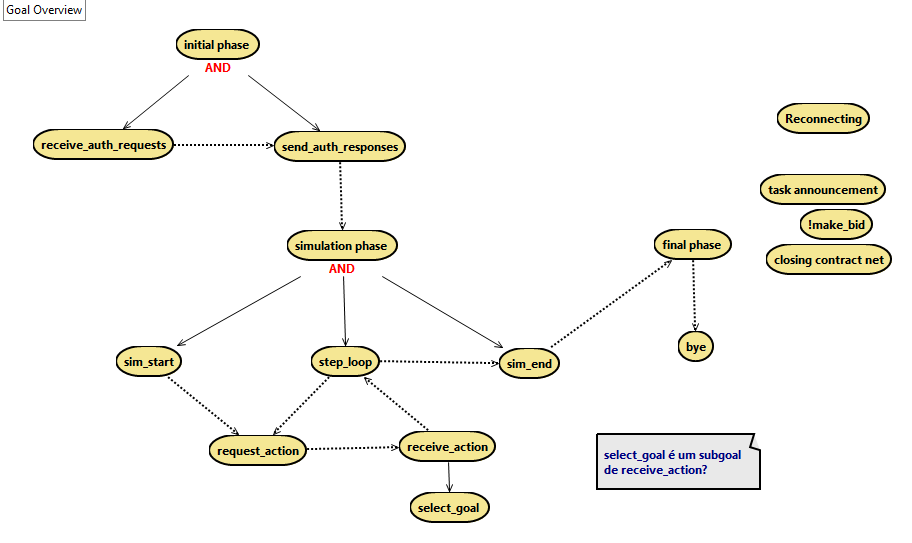 Goal Overview
initial phase
AND
Reconnecting
receive_auth_requests
send_auth_responses
task announcement
!make_bid
simulation phase
final phase
closing contract net
AND
sim_start
step_loop
sim_end
bye
request_action
receive_action
select_goal é um subgoal
de receive_action?
select_goal